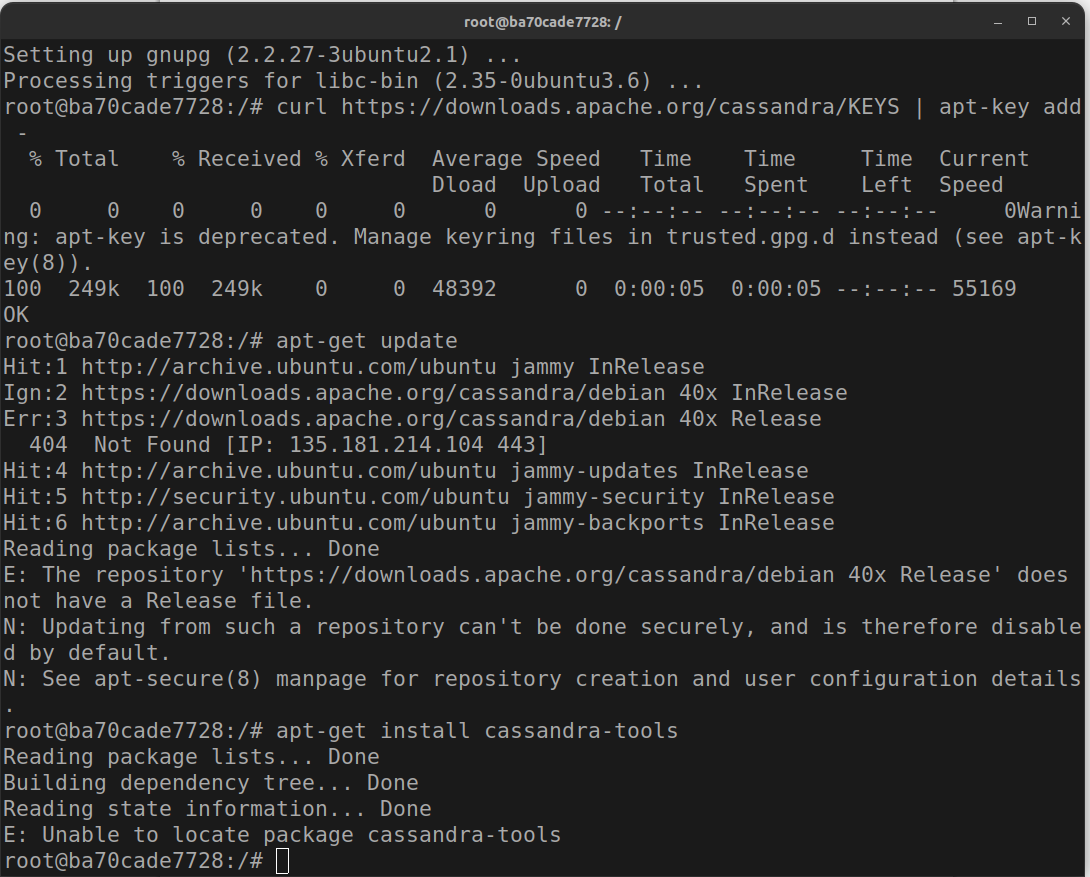 root@ba70cade7728: /
Setting up gnupg (2.2.27-3ubuntu2.1) ...
Processing triggers for libc-bin (2.35-0ubuntu3.6) ...
root@ba70cade7728:/# curl https://downloads.apache.org/cassandra/KEYS | apt-key add
 -
  % Total    % Received % Xferd  Average Speed   Time    Time     Time  Current
                                 Dload  Upload   Total   Spent    Left  Speed
  0     0    0     0    0     0      0      0 --:--:-- --:--:-- --:--:--     0Warni
ng: apt-key is deprecated. Manage keyring files in trusted.gpg.d instead (see apt-k
ey(8)).
100  249k  100  249k    0     0  48392      0  0:00:05  0:00:05 --:--:-- 55169
OK
root@ba70cade7728:/# apt-get update
Hit:1 http://archive.ubuntu.com/ubuntu jammy InRelease
Ign:2 https://downloads.apache.org/cassandra/debian 40x InRelease
Err:3 https://downloads.apache.org/cassandra/debian 40x Release
  404  Not Found [IP: 135.181.214.104 443]
Hit:4 http://archive.ubuntu.com/ubuntu jammy-updates InRelease
Hit:5 http://security.ubuntu.com/ubuntu jammy-security InRelease
Hit:6 http://archive.ubuntu.com/ubuntu jammy-backports InRelease
Reading package lists... Done
E: The repository 'https://downloads.apache.org/cassandra/debian 40x Release' does
not have a Release file.
N: Updating from such a repository can't be done securely, and is therefore disable
d by default.
N: See apt-secure(8) manpage for repository creation and user configuration details
.
root@ba70cade7728:/# apt-get install cassandra-tools
Reading package lists... Done
Building dependency tree... Done
Reading state information... Done
E: Unable to locate package cassandra-tools
root@ba70cade7728:/#